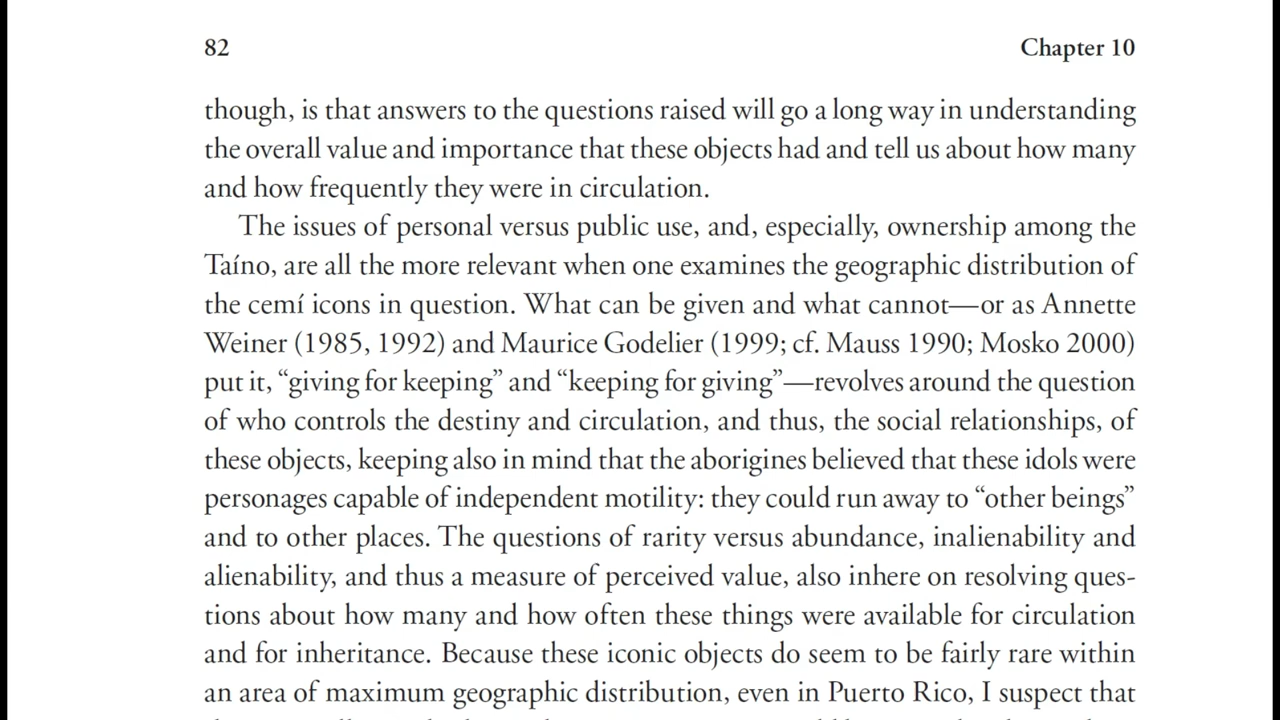 82
Chapter 10
though, is that answers to the questions raised will go a long way in understanding
the overall value and importance that these objects had and tell us about how many
and how frequently they were in circulation.
The issues of personal versus public use, and, especially, ownership among the
Taíno, are all the more relevant when one examines the geographic distribution of
the cemí icons in question. What can be given and what cannot—or as Annette
Weiner (1985, 1992) and Maurice Godelier (1999; cf. Mauss 1990; Mosko 2000)
put it, “giving for keeping” and “keeping for giving”—revolves around the question
of who controls the destiny and circulation, and thus, the social relationships, of
these objects, keeping also in mind that the aborigines believed that these idols were
personages capable of independent motility: they could run away to “other beings”
and to other places. The questions of rarity versus abundance, inalienability and
alienability, and thus a measure of perceived value, also inhere on resolving ques-
tions about how many and how often these things were available for circulation
and for inheritance. Because these iconic objects do seem to be fairly rare within
an area of maximum geographic distribution, even in Puerto Rico, I suspect that